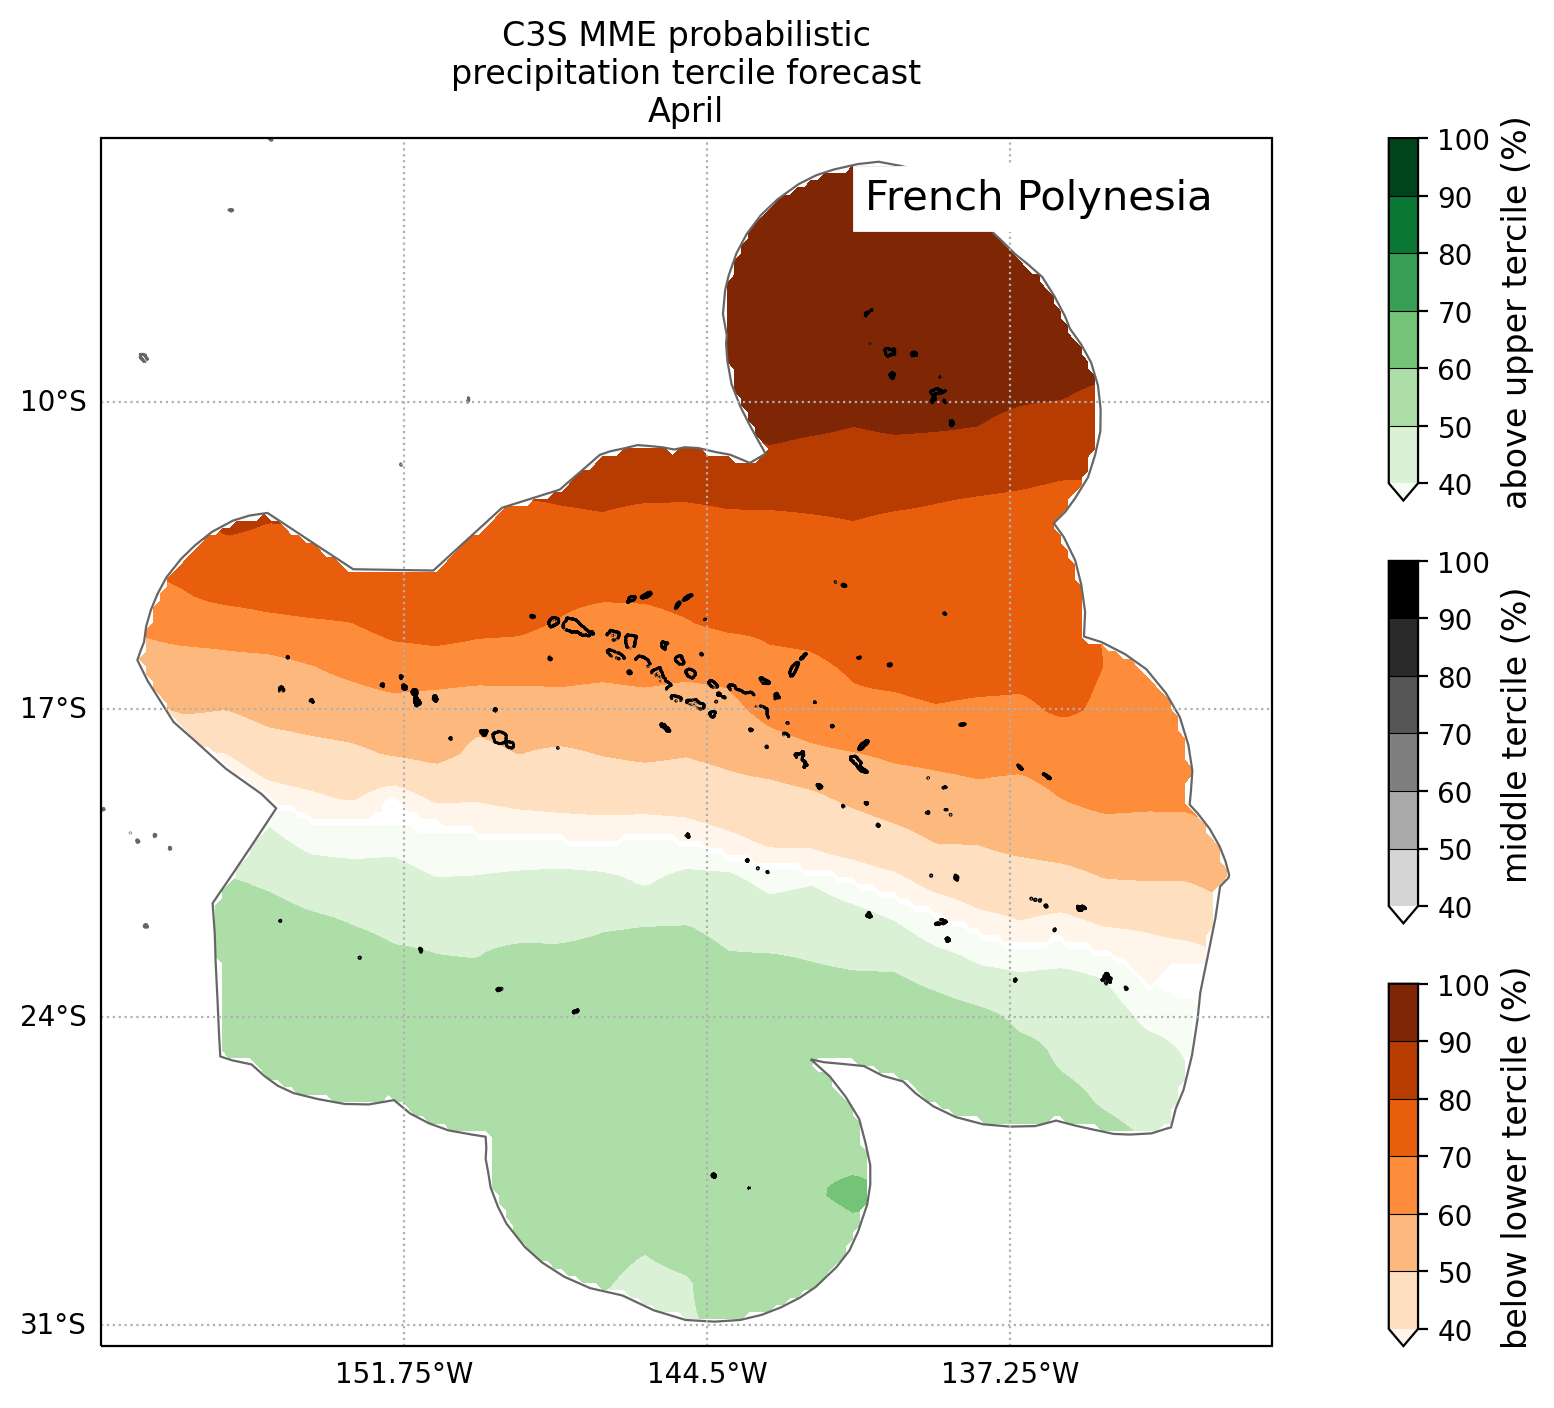 C3S MME probabilistic
precipitation tercile forecast
April
French Polynesia
10°S
17°S
24°S
31°S
151.75°W
144.5°W
137.25°W
100
90
80
70
60
50
40
above upper tercile (%)
100
90
80
70
60
50
40
middle tercile (%)
100
90
80
70
60
50
40
below lower tercile (%)